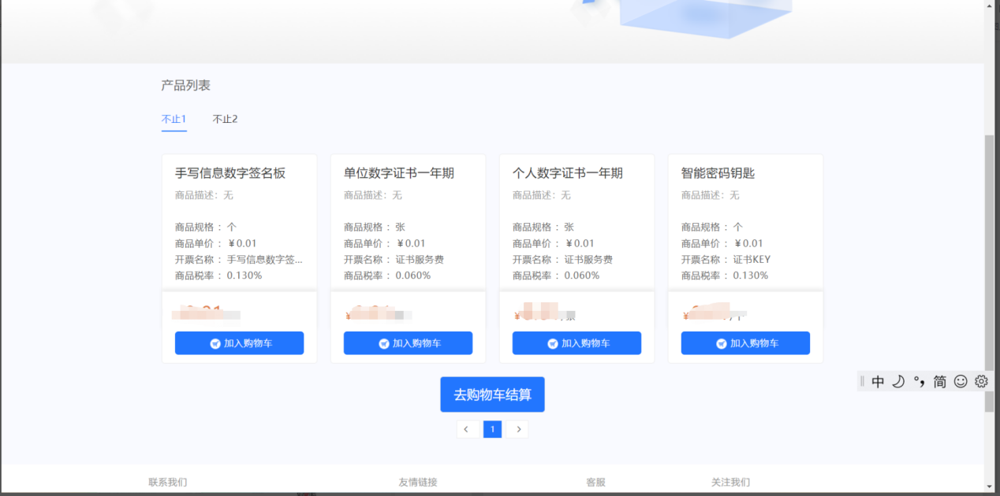 产品列表
不止1 不止2
手写信息数字签名板
商品描述：无
商品规格： 个
商品单价： ￥0.01
开票名称： 手写信息数字签...
商品税率： 0.130%
加入购物车
单位数字证书一年期
商品描述：无
商品规格： 张
商品单价： ￥0.01
开票名称： 证书服务费
商品税率： 0.060%
加入购物车
个人数字证书一年期
商品描述：无
商品规格： 张
商品单价： ￥0.01
开票名称： 证书服务费
商品税率： 0.060%
加入购物车
智能密码钥匙
商品描述：无
商品规格： 个
商品单价： ￥0.01
开票名称： 证书KEY
商品税率： 0.130%
加入购物车
去购物车结算
1
中 简
联系我们 友情链接 客服 关注我们